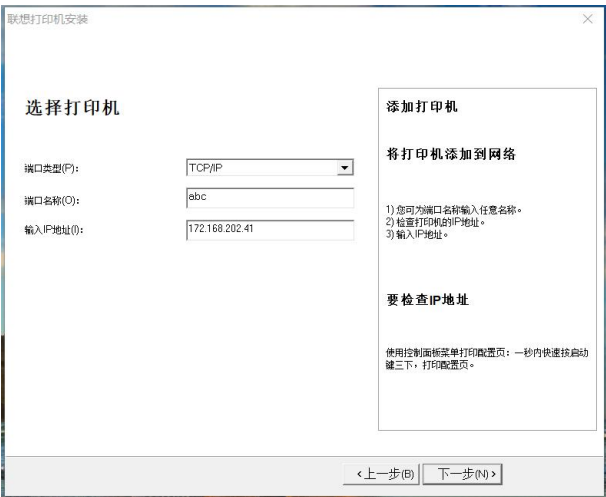 联想打印机安装
选择打印机
端口类型(P):
TCP/IP
端口名称(O):
abc
输入IP地址(I):
172.168.202.41
添加打印机
将打印机添加到网络
1) 您可为端口名称输入任意名称。
2) 检查打印机的IP地址。
3) 输入IP地址。
要检查IP地址
使用控制面板菜单打印配置页：一秒内快速按启动
键三下，打印配置页。
<上一步(B)
下一步(N)>